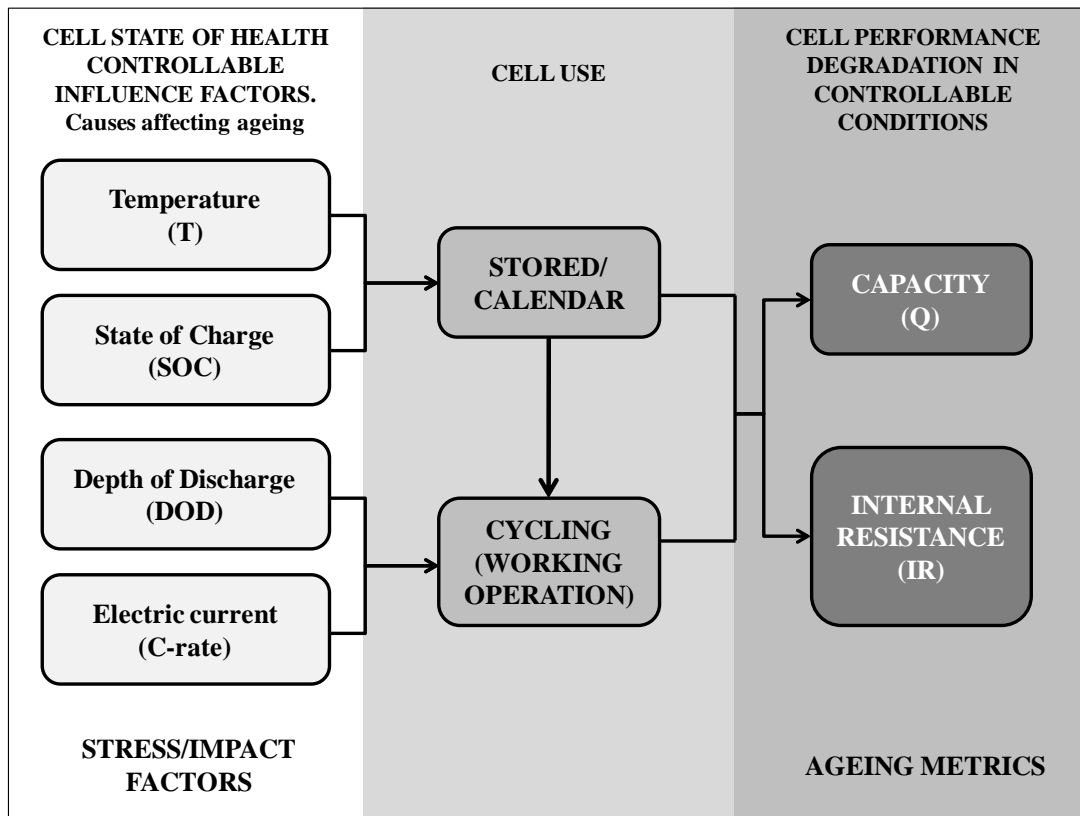 CELL STATE OF HEALTH
CONTROLLABLE
INFLUENCE FACTORS.
Causes affecting ageing
Temperature
(T)
State of Charge
(SOC)
Depth of Discharge
(DOD)
Electric current
(C-rate)
STRESS/IMPACT
FACTORS
CELL USE
STORED/
CALENDAR
CYCLING
(WORKING
OPERATION)
CELL PERFORMANCE
DEGRADATION IN
CONTROLLABLE
CONDITIONS
CAPACITY
(Q)
INTERNAL
RESISTANCE
(IR)
AGEING METRICS